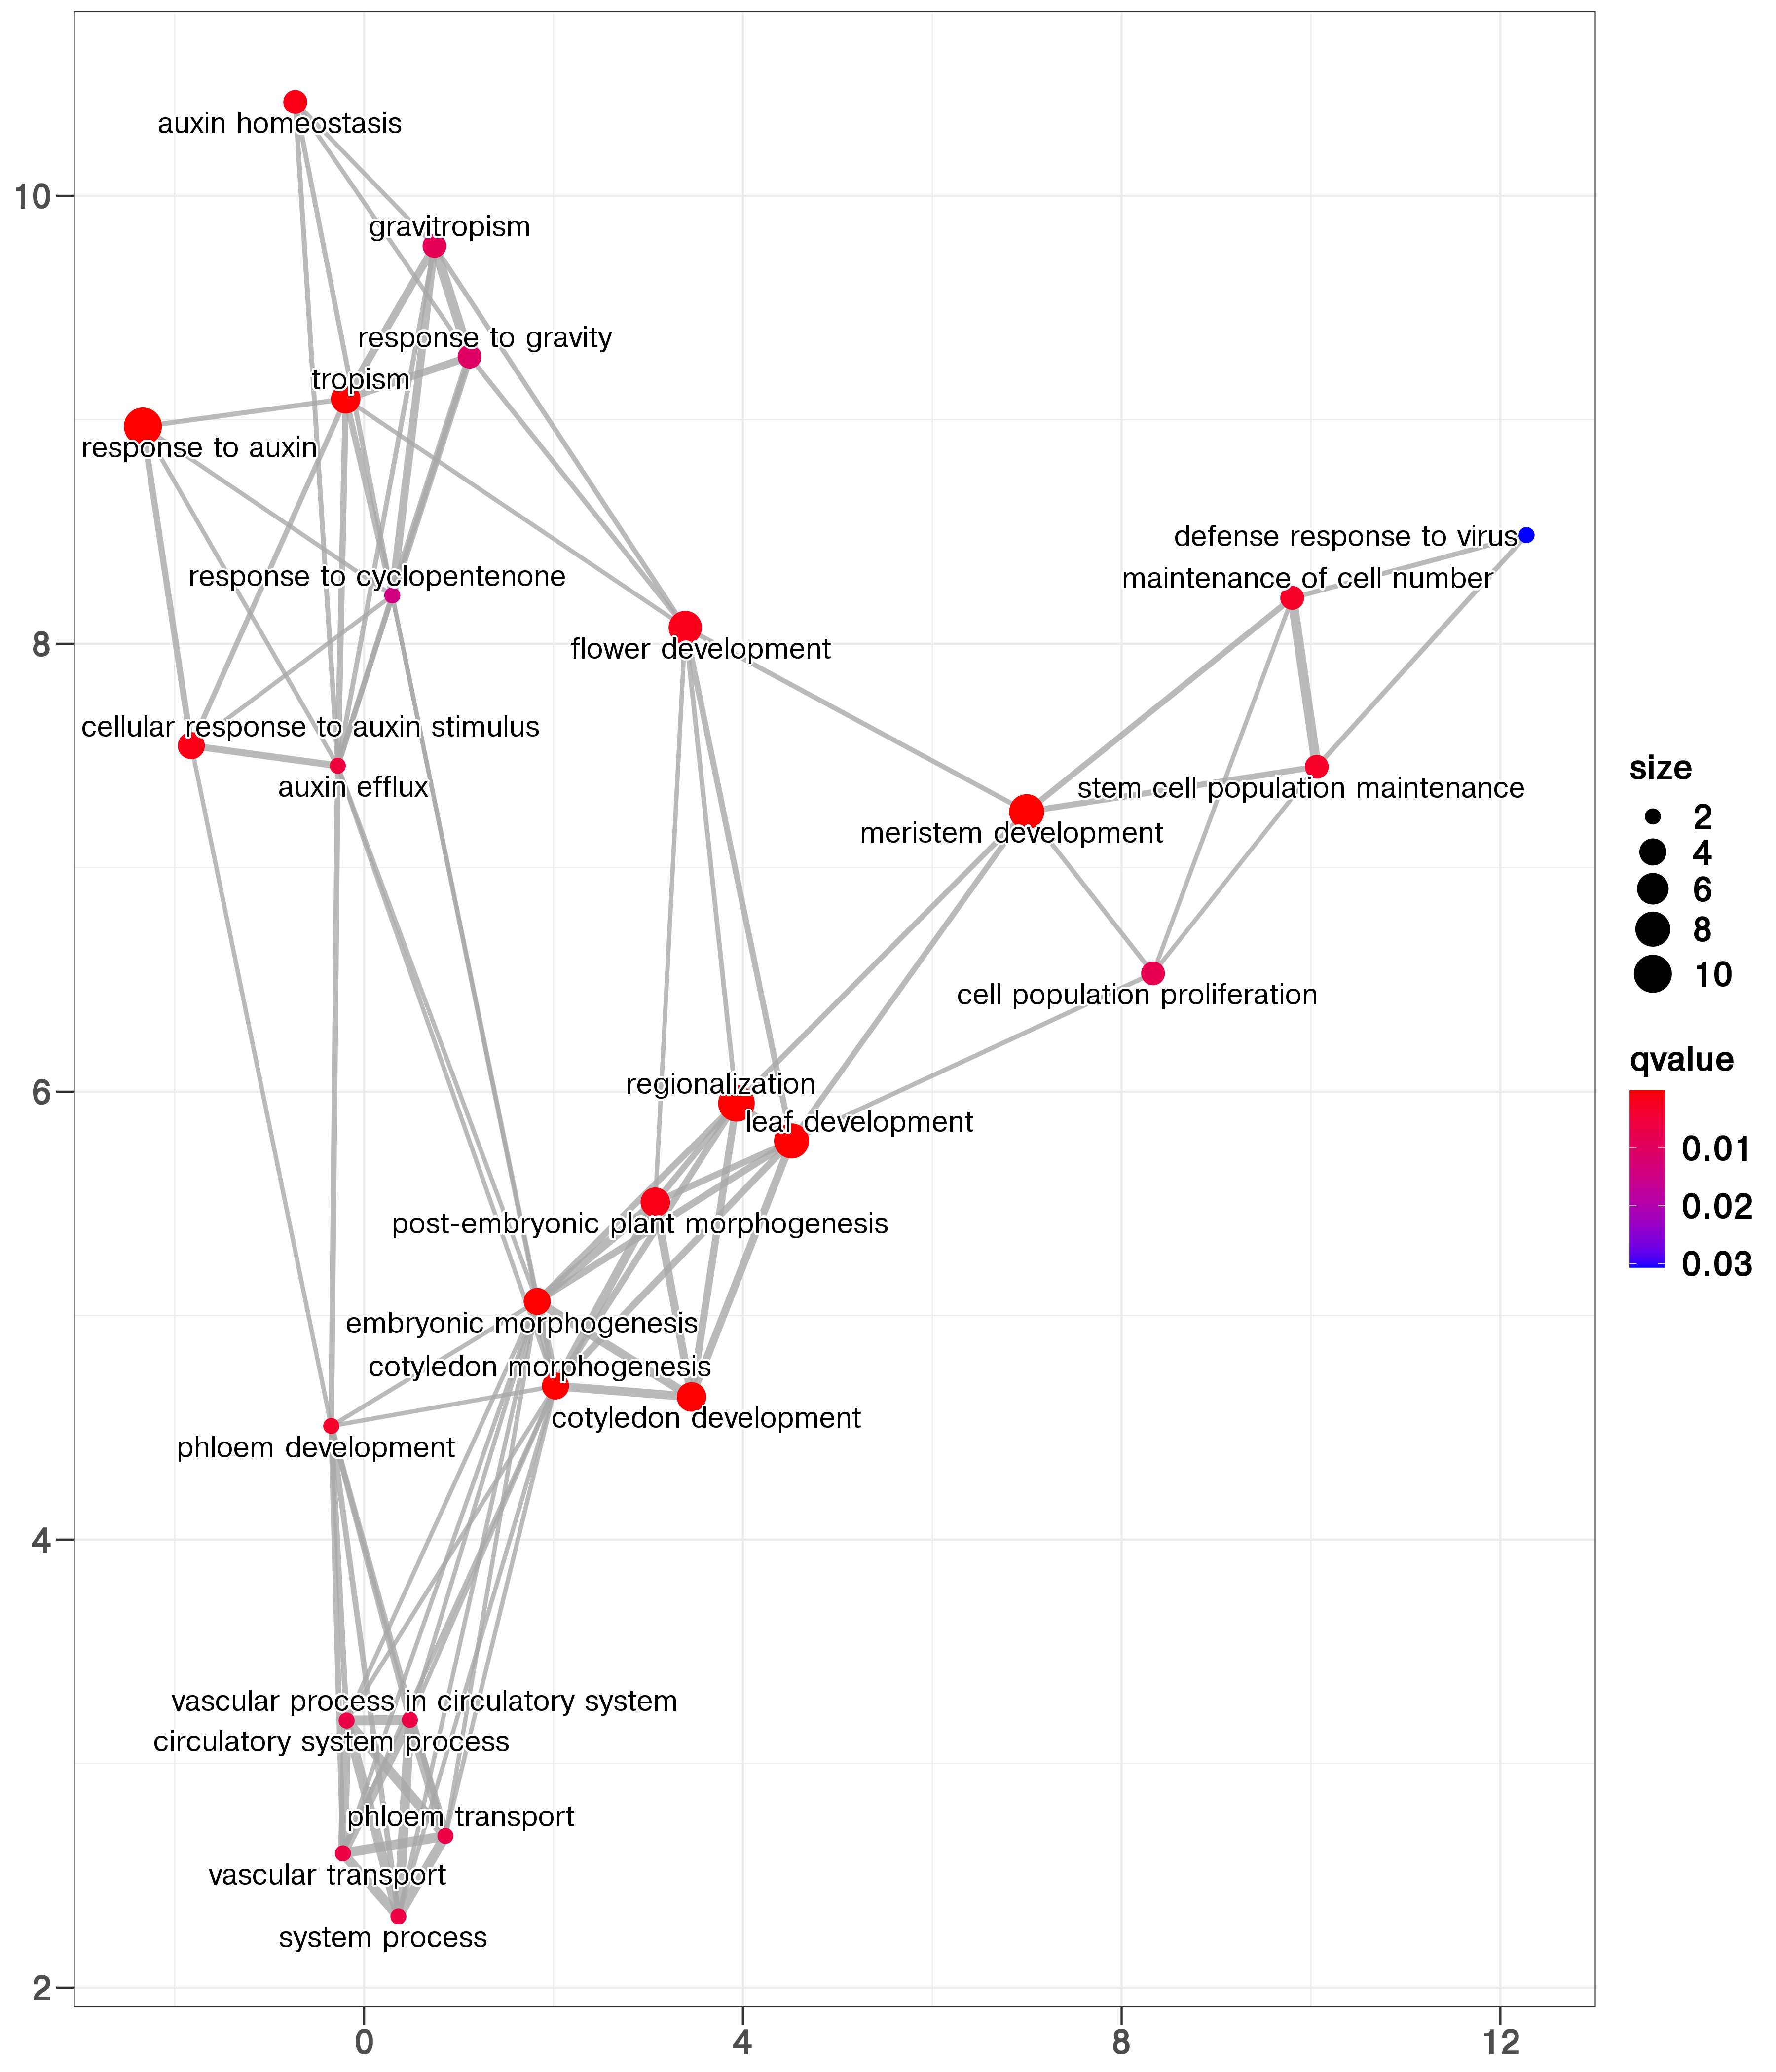 auxin homeostasis
10
gravitropism
response to gravity
tropism
response to auxin
defense response to virus
response to cyclopentenone
maintenance of cell number
8
flower development
cellular response to auxin stimulus
auxin efflux
stem cell population maintenance
meristem development
cell population proliferation
6
regionalization
leaf development
post-embryonic plant morphogenesis
embryonic morphogenesis
cotyledon morphogenesis
cotyledon development
phloem development
4
vascular process in circulatory system
circulatory system process
phloem transport
vascular transport
system process
2
0 4 8 12
size
2
4
6
8
10
qvalue
0.01
0.02
0.03